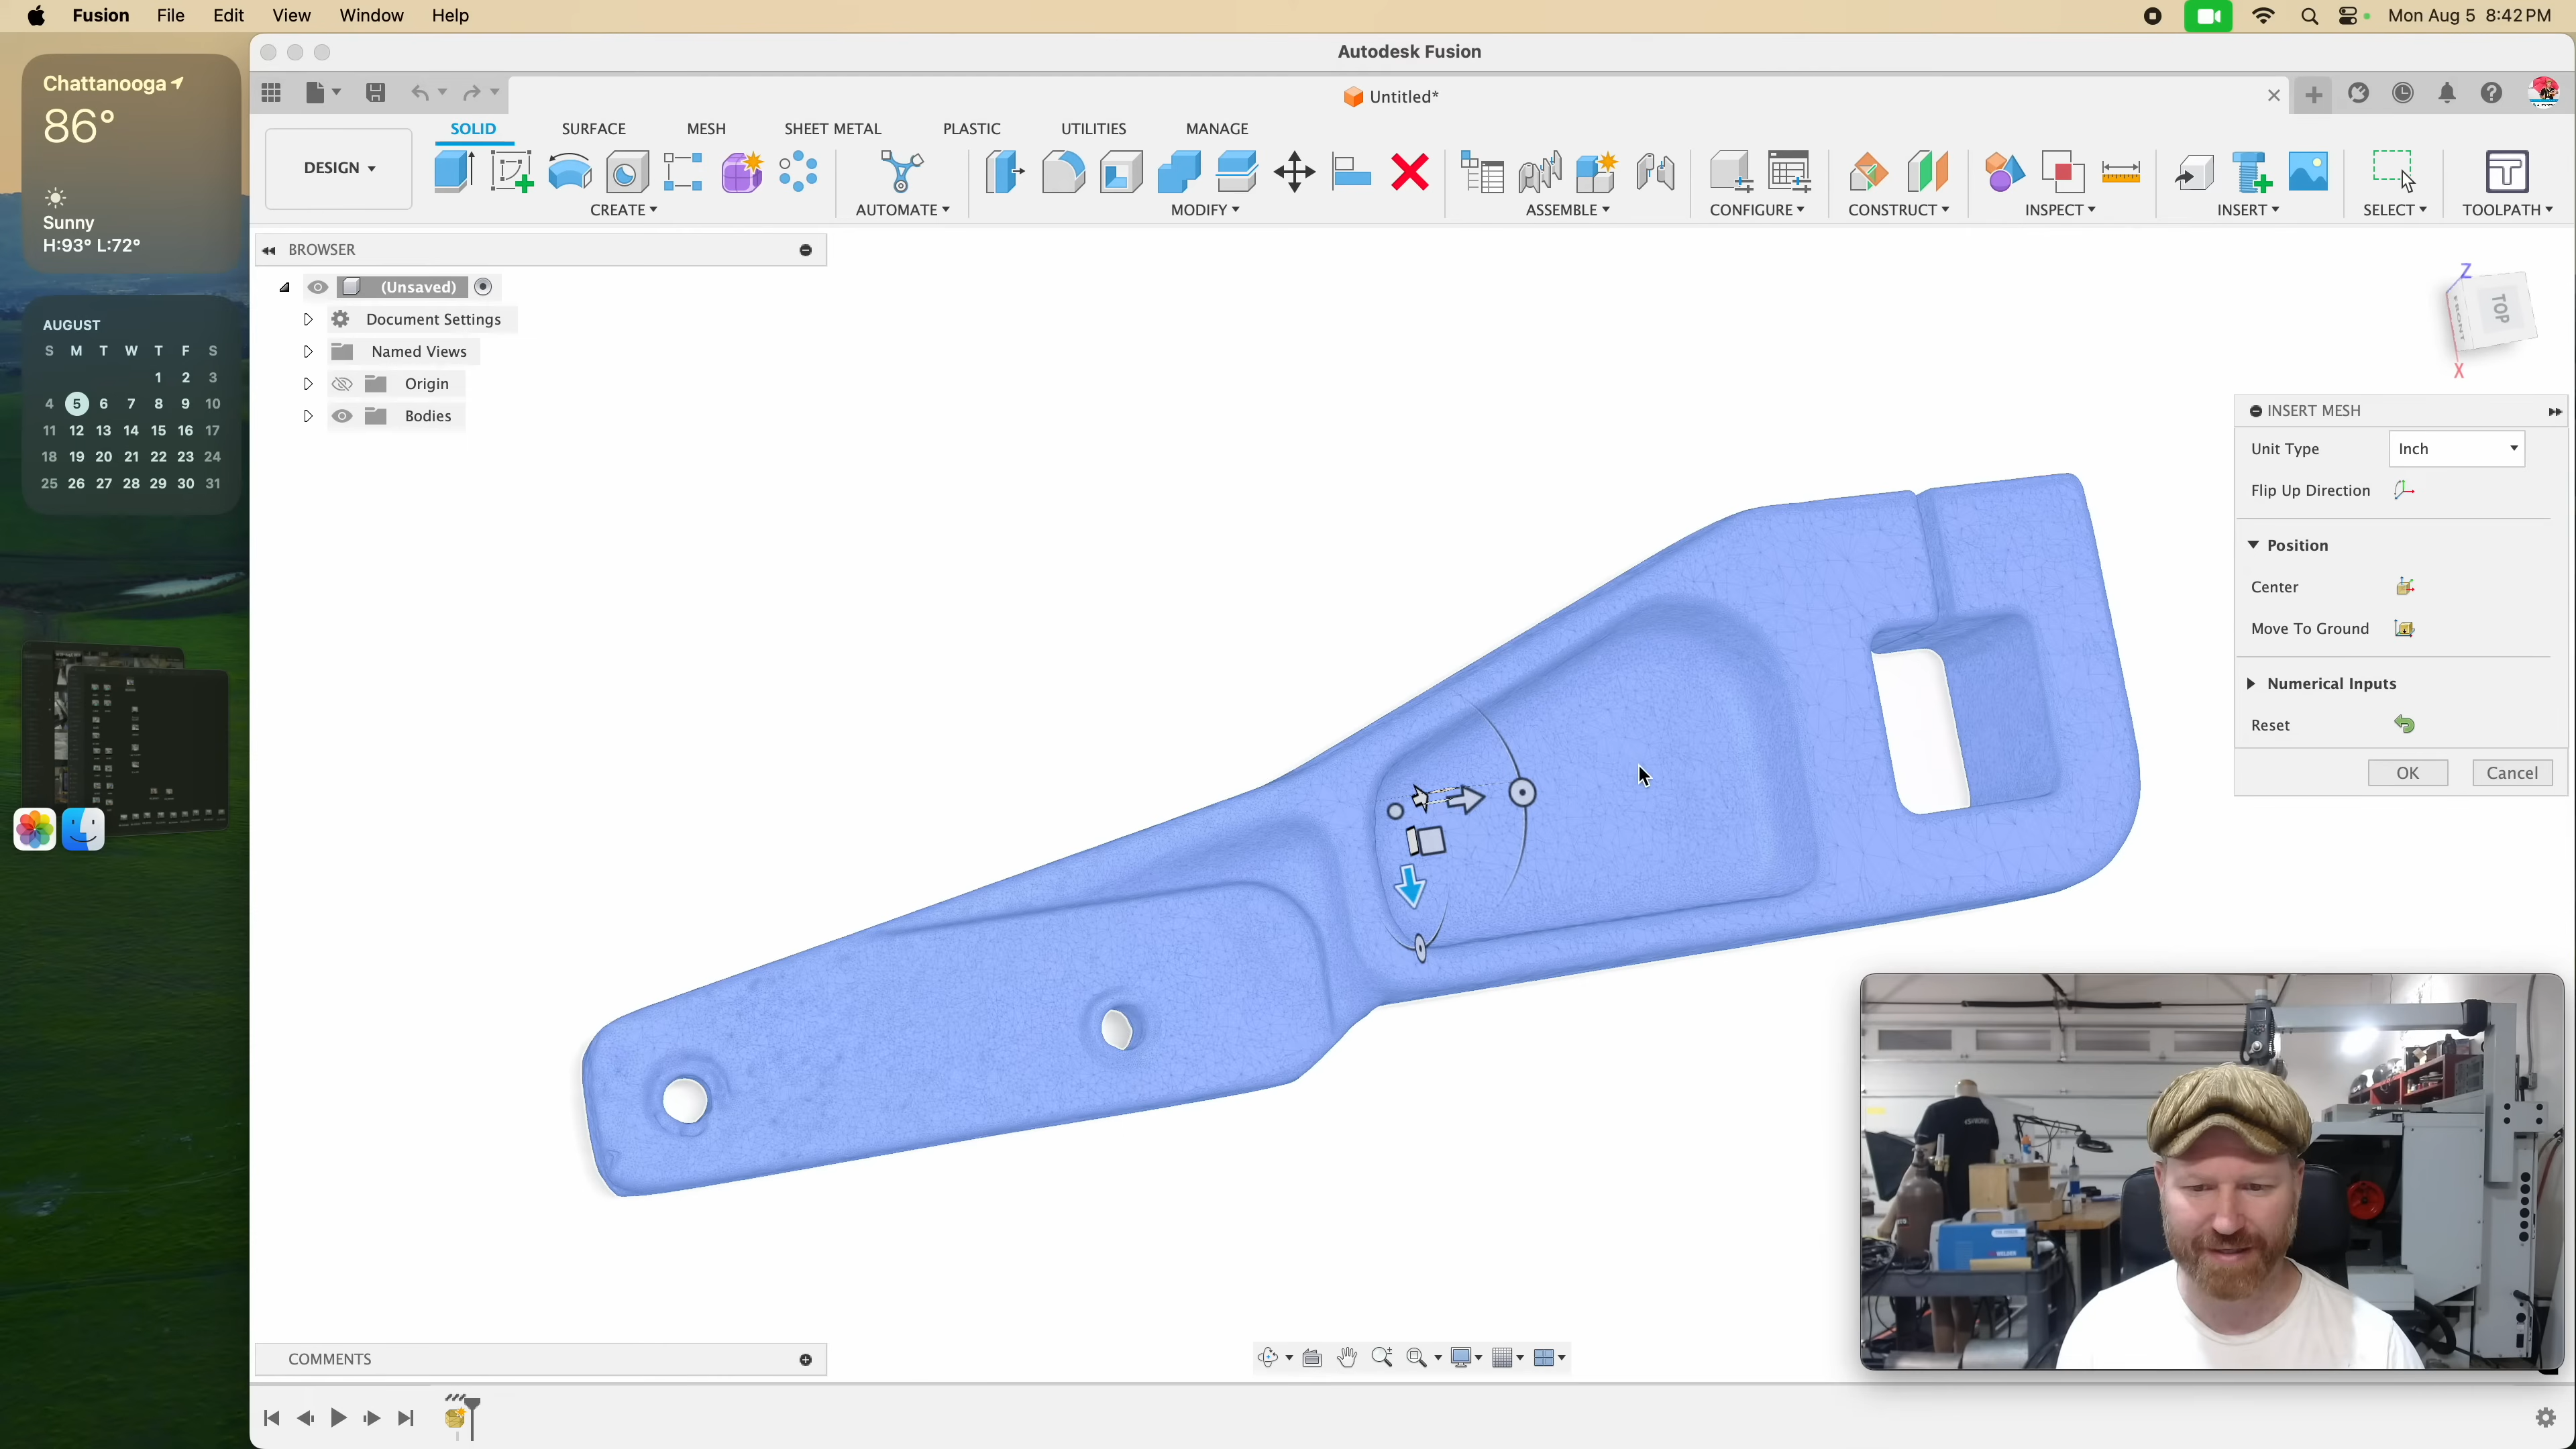 Fusion File Edit View Window Help
Mon Aug 5 8:42 PM
Chattanooga
86°
Sunny
H:93° L:72°
AUGUST
S M T W T F S
1 2 3
4 5 6 7 8 9 10
11 12 13 14 15 16 17
18 19 20 21 22 23 24
25 26 27 28 29 30 31
Autodesk Fusion
Untitled*
DESIGN
SOLID SURFACE MESH SHEET METAL PLASTIC UTILITIES MANAGE
CREATE AUTOMATE MODIFY ASSEMBLE CONFIGURE CONSTRUCT INSPECT INSERT SELECT TOOLPATH
BROWSER
(Unsaved)
Document Settings
Named Views
Origin
Bodies
Z
TOP
FRONT
X
INSERT MESH
Unit Type Inch
Flip Up Direction
Position
Center
Move To Ground
Numerical Inputs
Reset
OK Cancel
COMMENTS